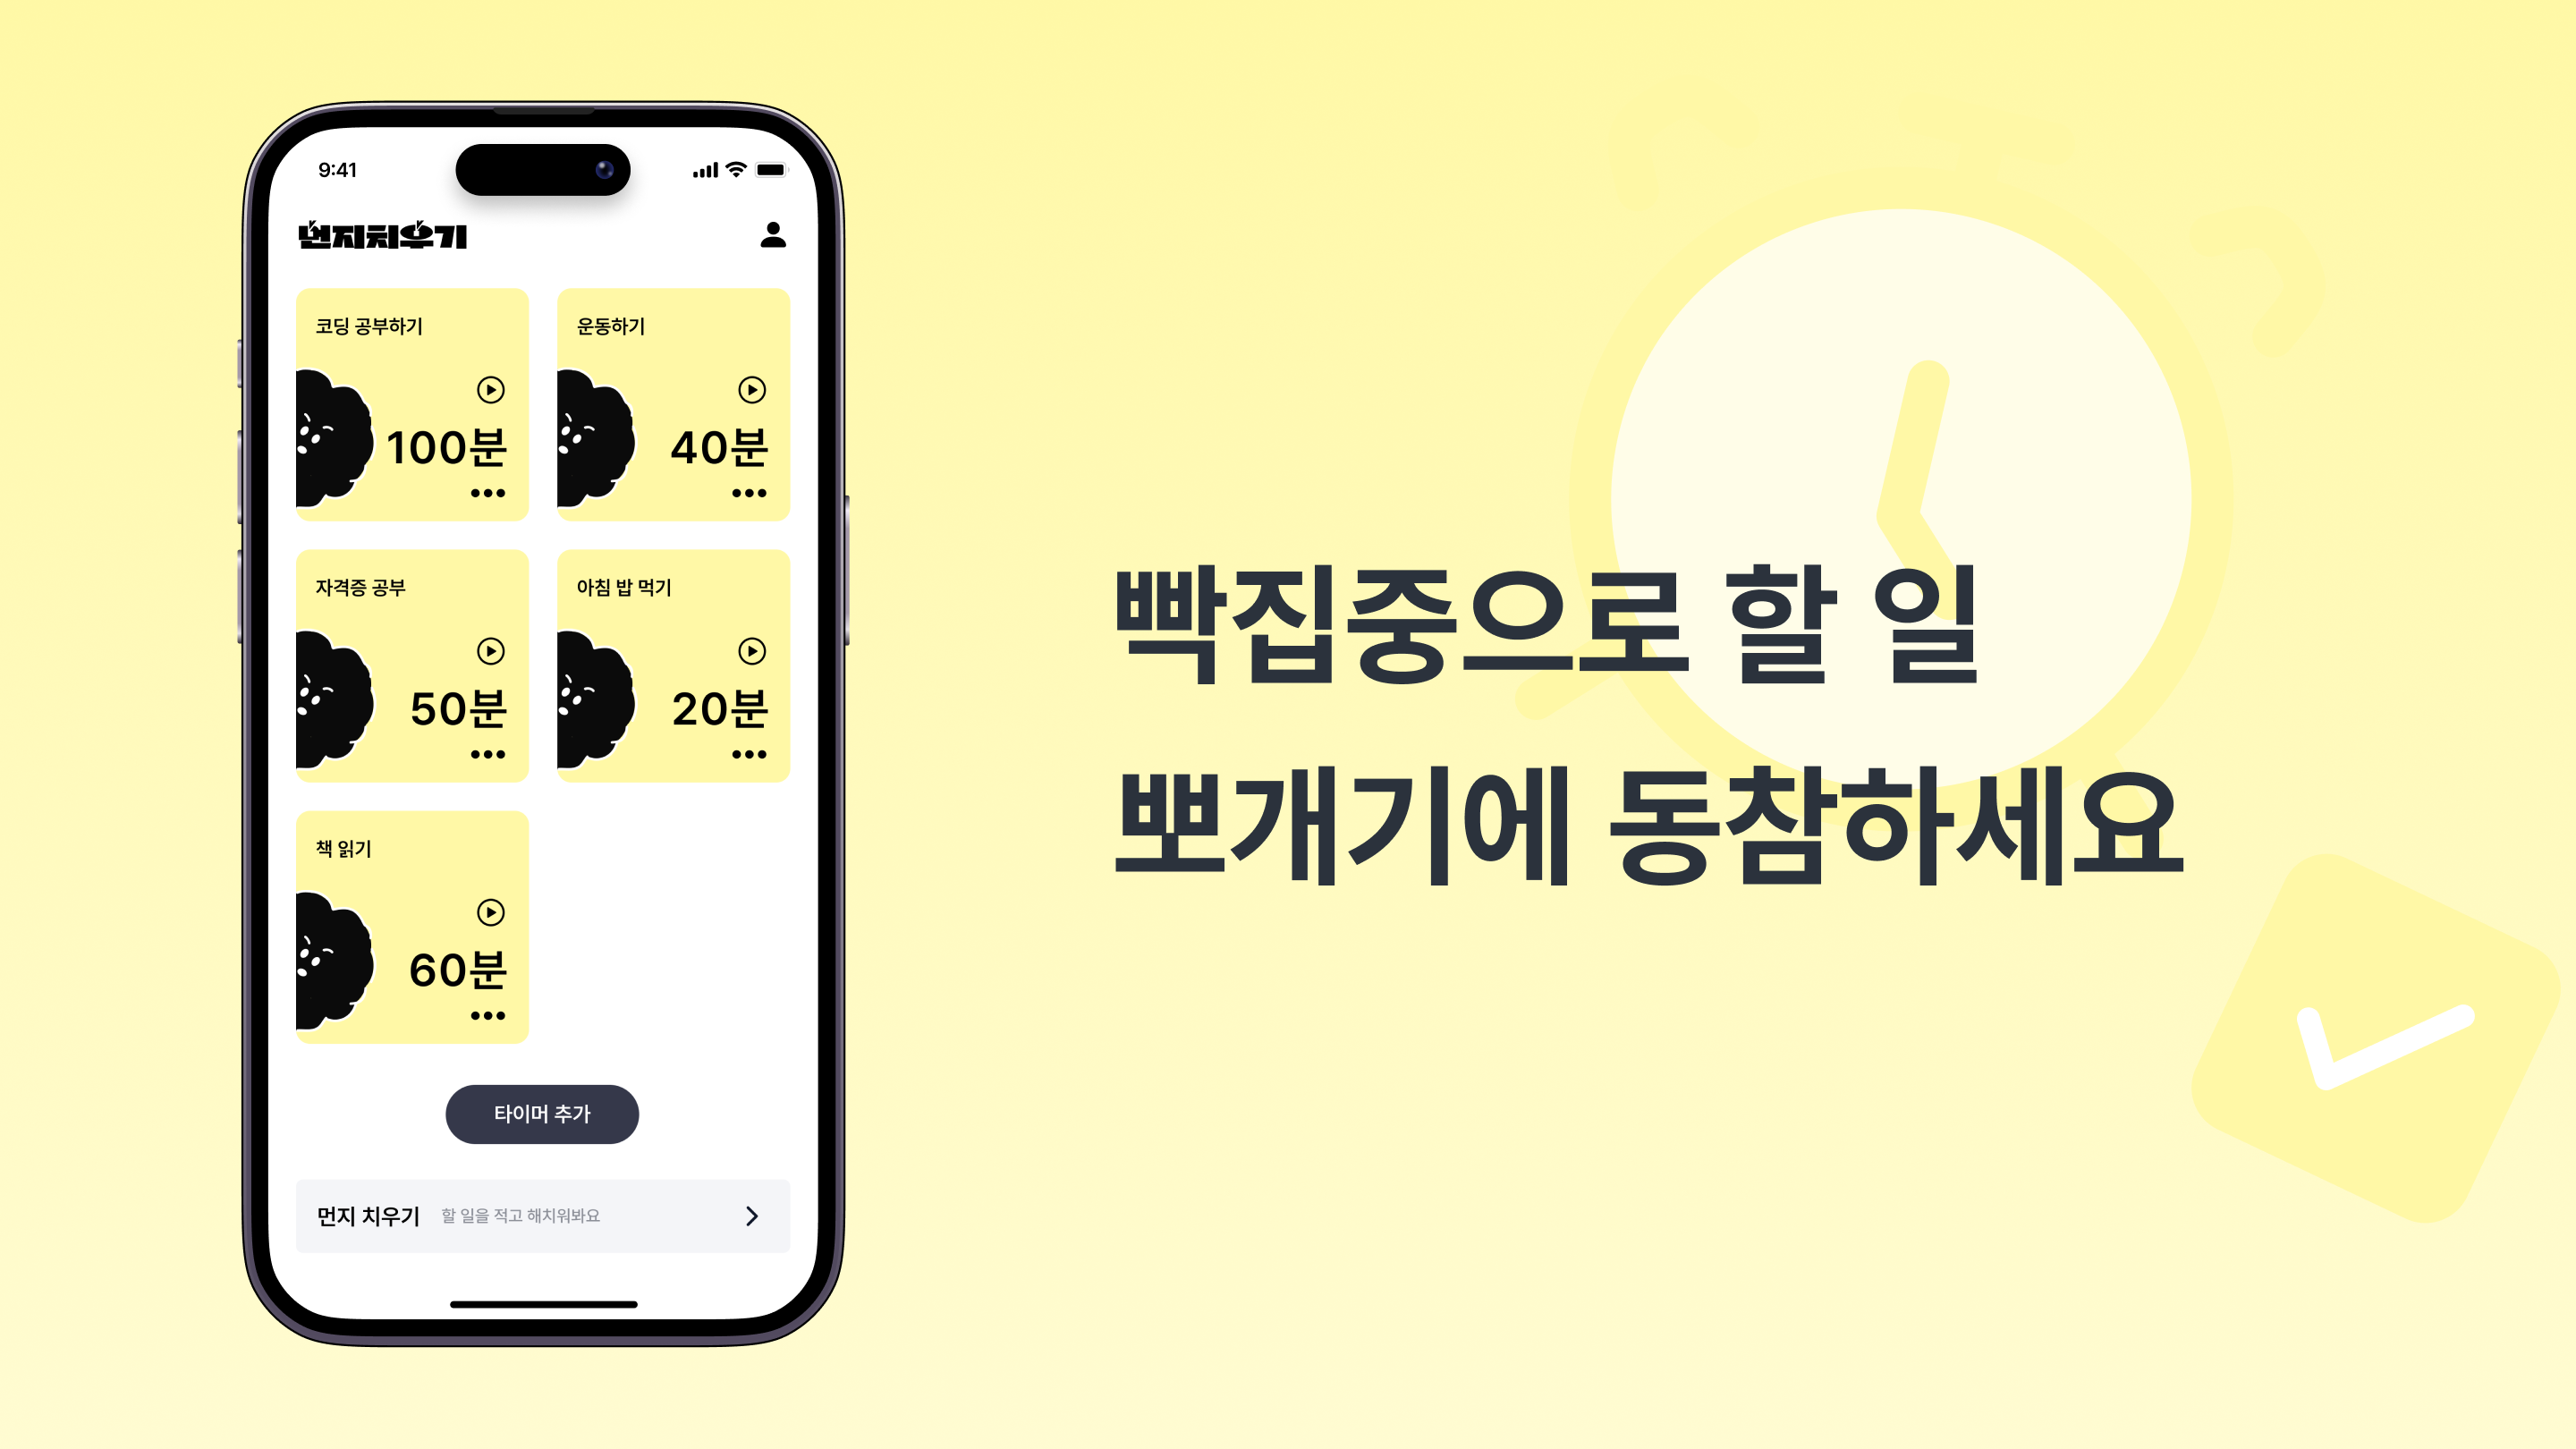 9:41
먼지치우기
코딩 공부하기
100분
운동하기
40분
자격증 공부
50분
아침 밥 먹기
20분
책 읽기
60분
타이머 추가
먼지 치우기 할 일을 적고 해치워봐요
빡집중으로 할 일
뽀개기에 동참하세요